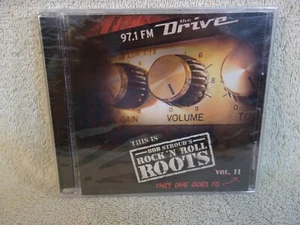 97.1 FM the Drive
GAIN VOLUME
THIS IS
BOB STROUD'S
ROCK 'N ROLL
ROOTS
VOL. 11
THIS ONE GOES TO